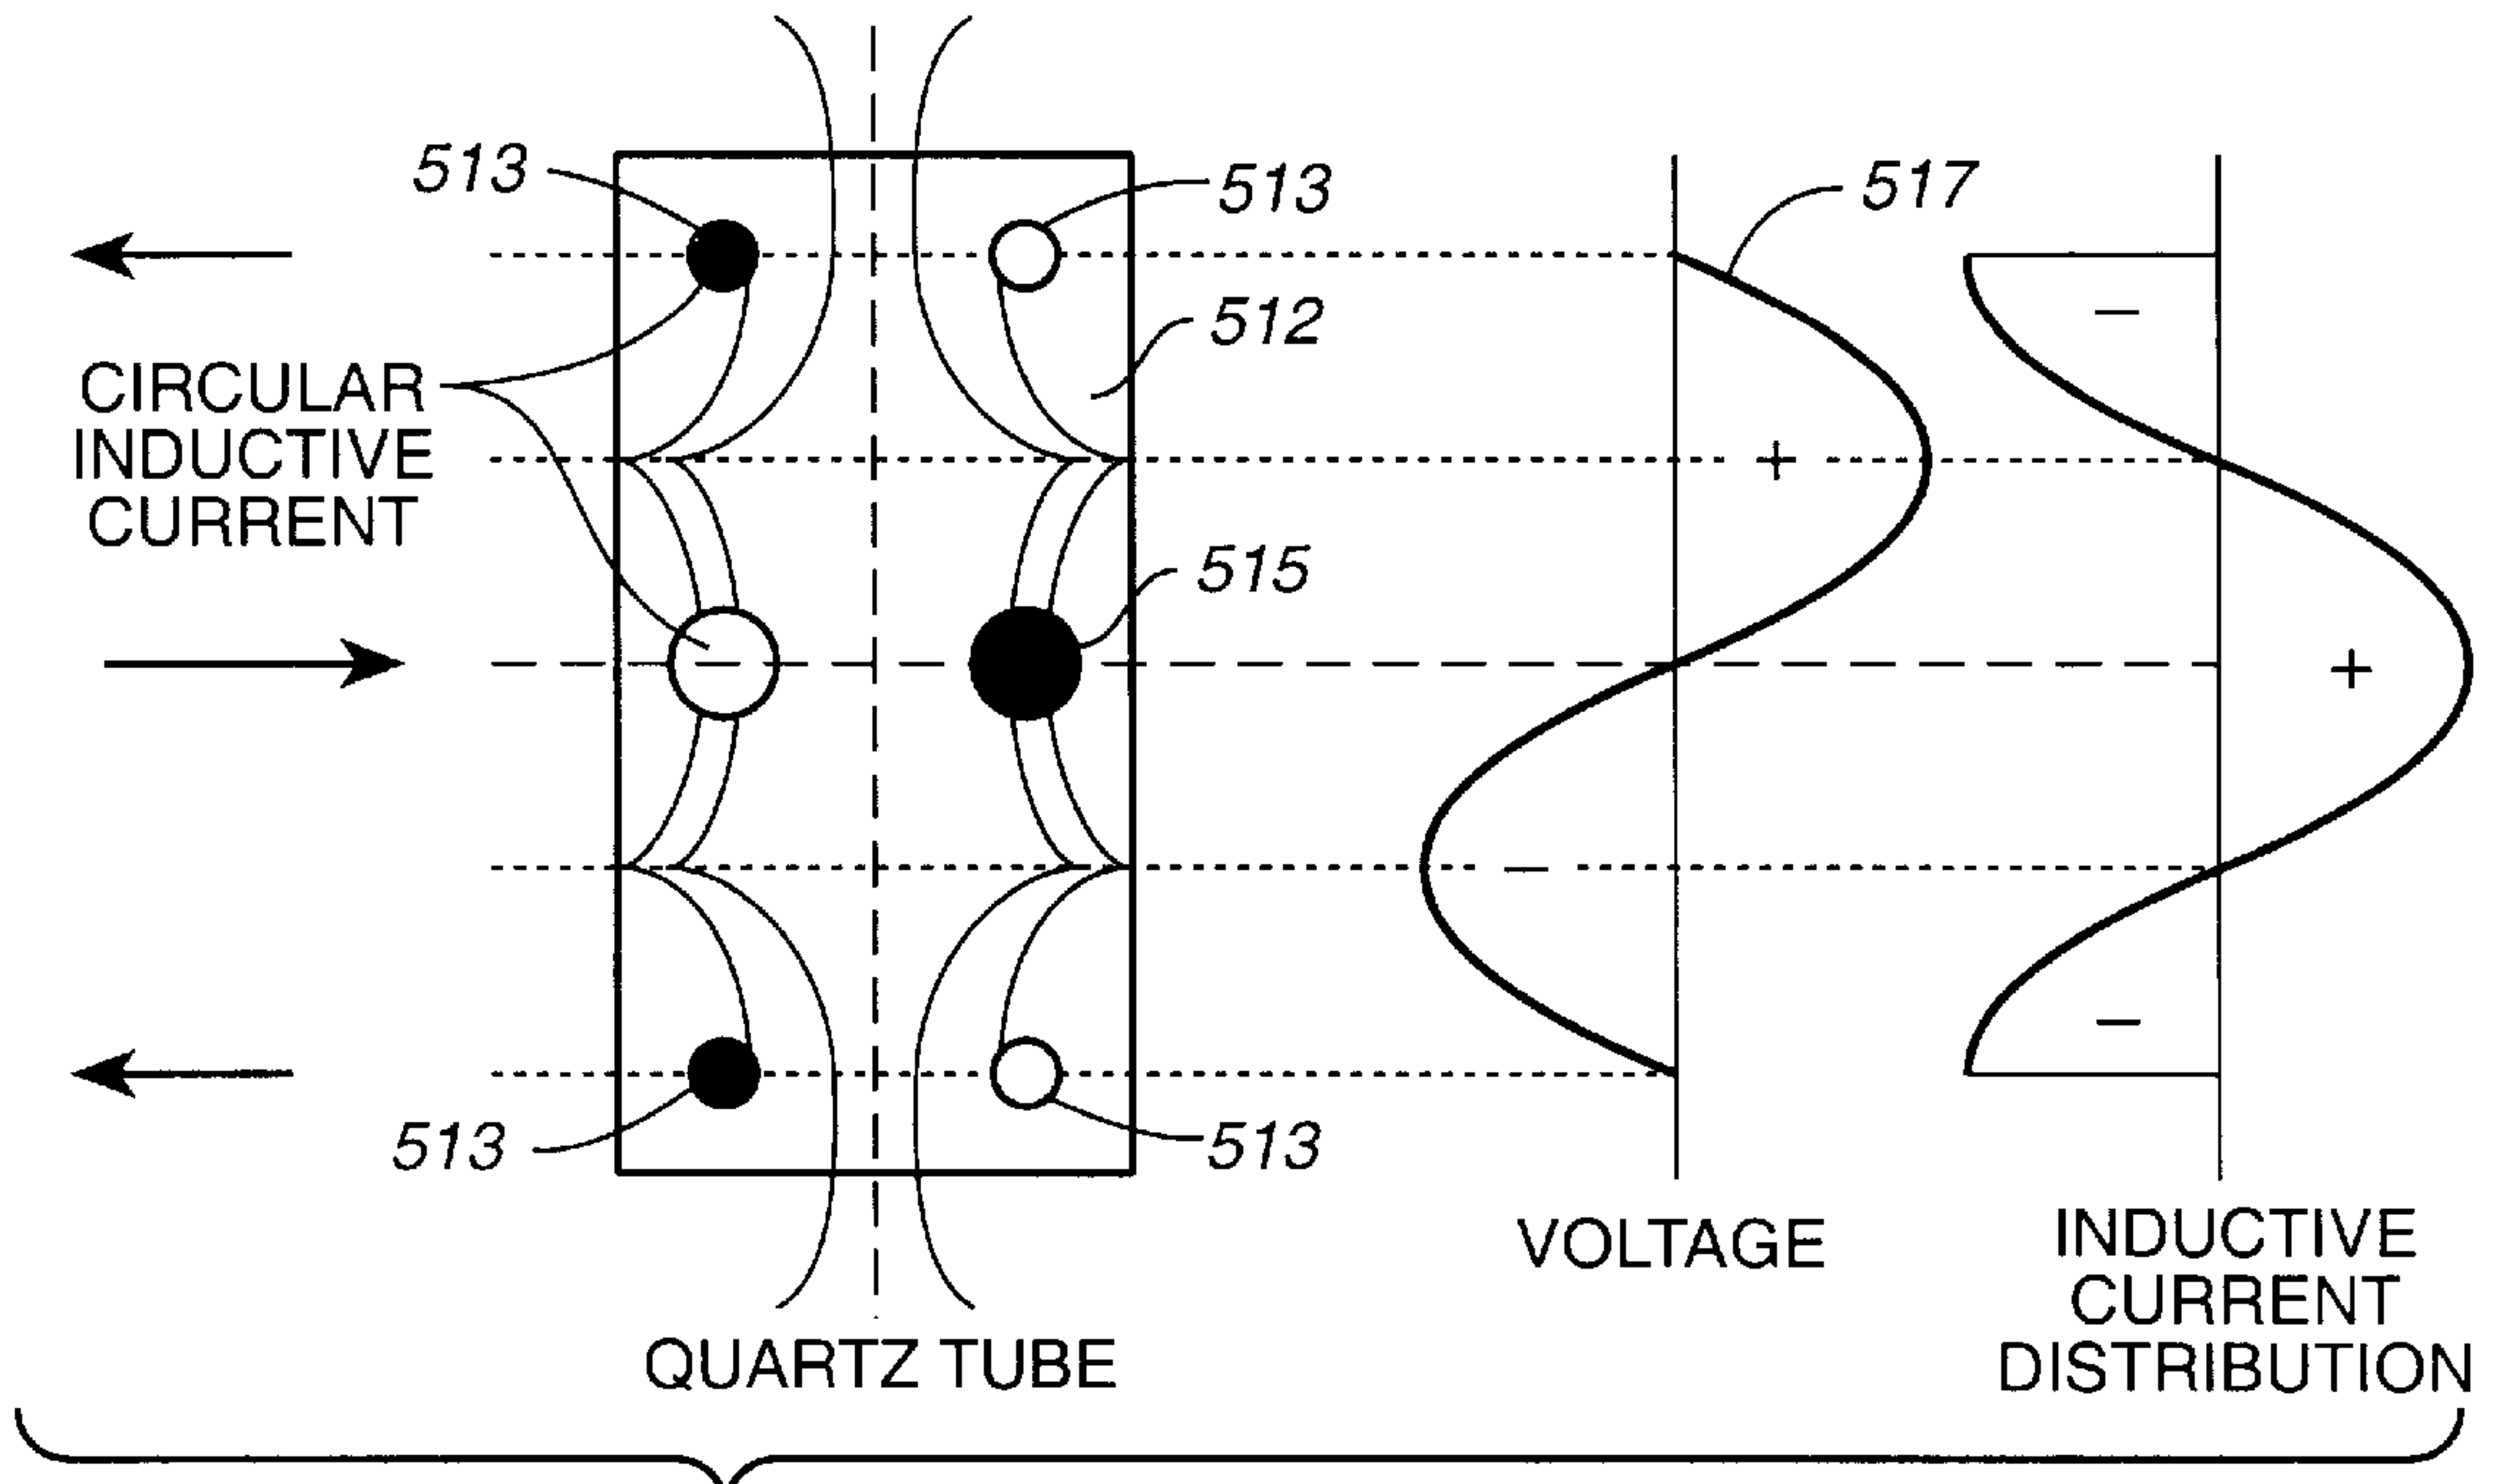 513
513
517
512
CIRCULAR
INDUCTIVE
CURRENT
+
−
515
+
−
−
513
513
VOLTAGE
INDUCTIVE
CURRENT
DISTRIBUTION
QUARTZ TUBE